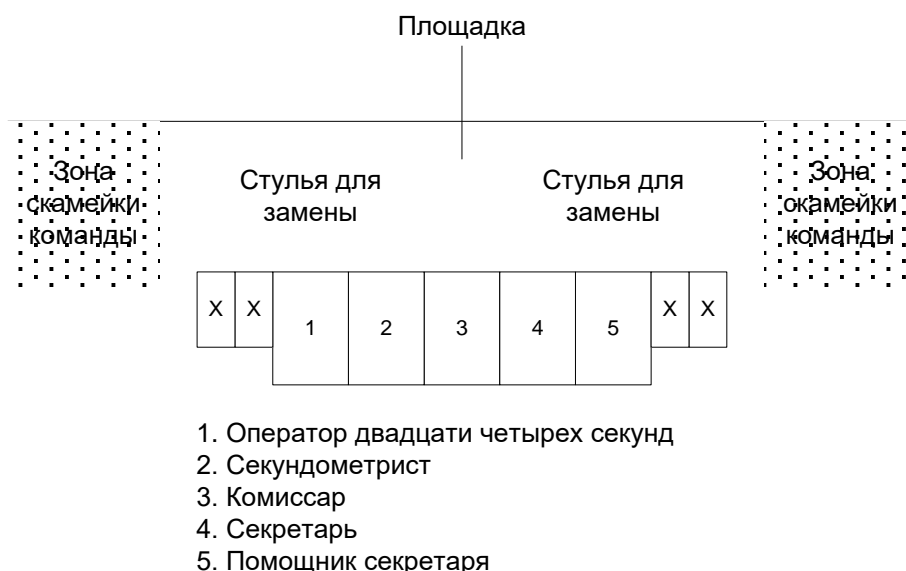 Площадка
Зона
скамейки
команды
Стулья для
замены
Стулья для
замены
Зона
скамейки
команды
X X 1 2 3 4 5 X X
1. Оператор двадцати четырех секунд
2. Секундометрист
3. Комиссар
4. Секретарь
5. Помощник секретаря